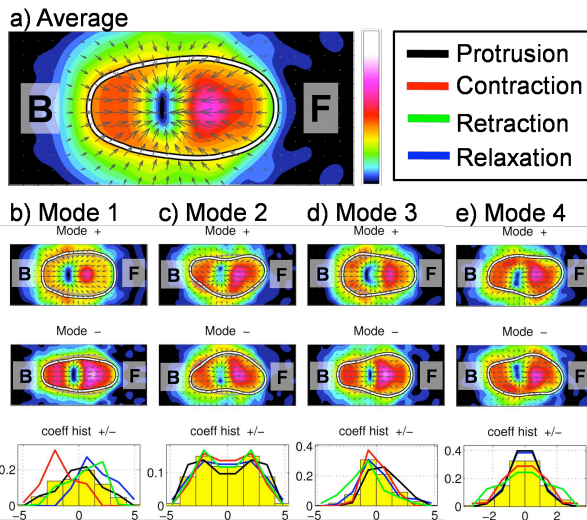 a) Average
B F
Protrusion
Contraction
Retraction
Relaxation
b) Mode 1 c) Mode 2 d) Mode 3 e) Mode 4
Mode + Mode + Mode + Mode +
B F B F B F B F
Mode − Mode − Mode − Mode −
B F B F B F B F
coeff hist +/− coeff hist +/− coeff hist +/− coeff hist +/−
0.2 0.1 0.4 0.4
0.2 0.2
0 0 0 0
−5 0 5 −5 0 5 −5 0 5 −2 0 2